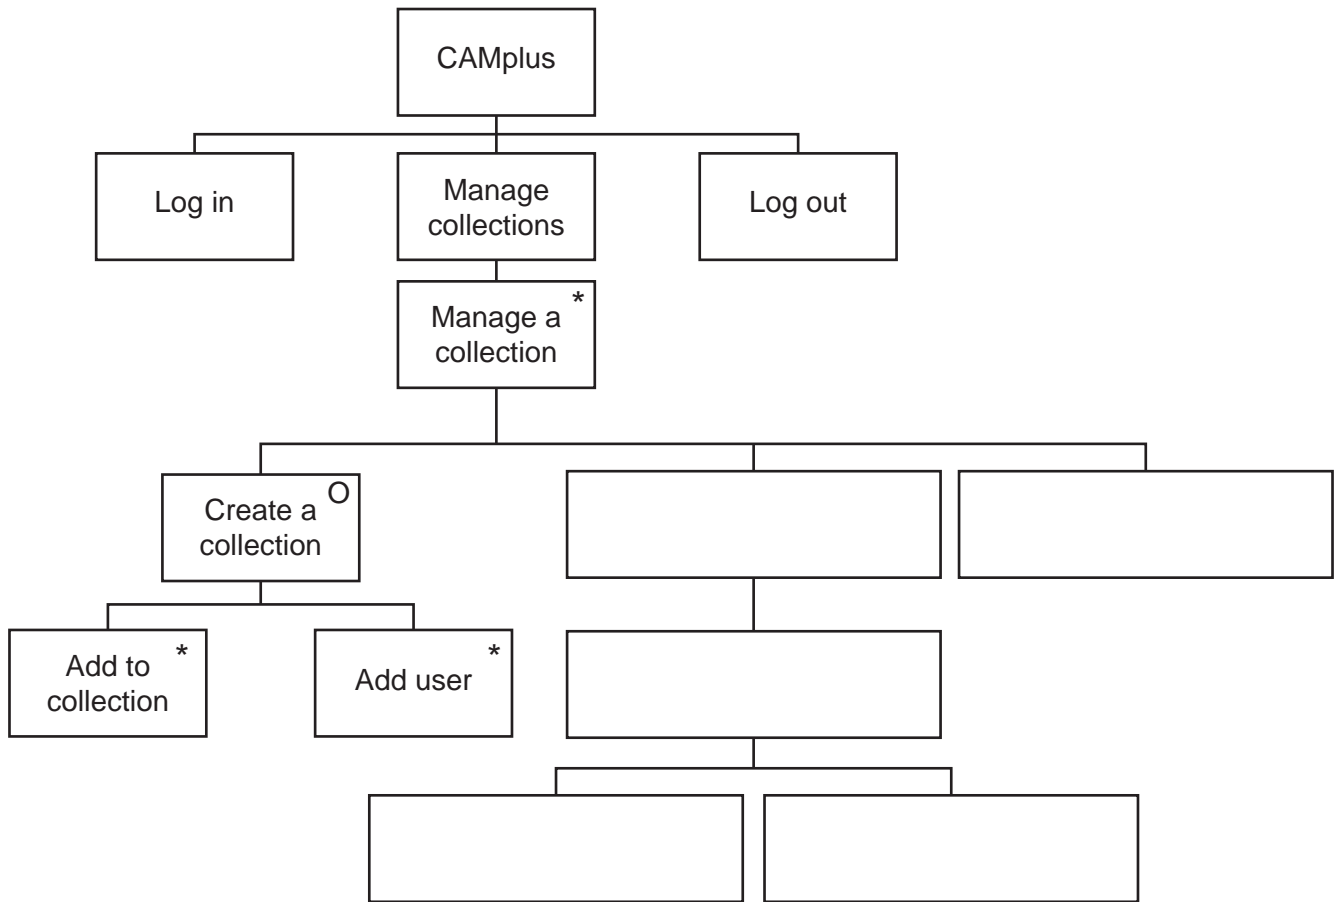 CAMplus
Log in
Manage
collections
Log out
Manage a *
collection
Create a O
collection
Add to *
collection
Add user *